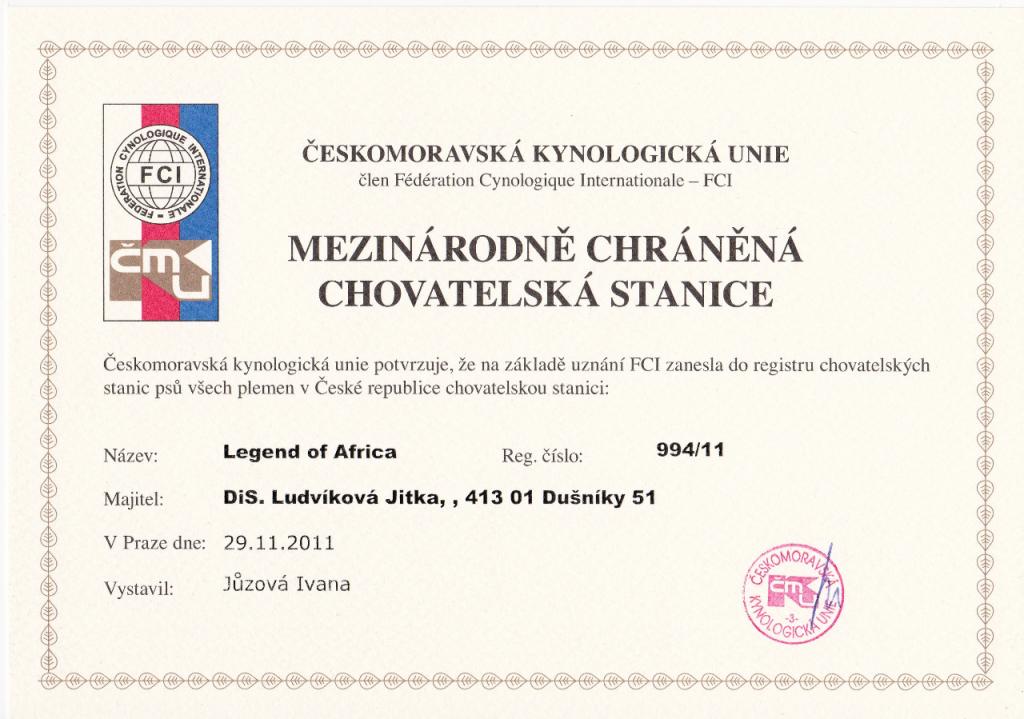 FEDERATION CYNOLOGIQUE INTERNATIONALE
FCI
ČMKU
ČESKOMORAVSKÁ KYNOLOGICKÁ UNIE
člen Fédération Cynologique Internationale – FCI
MEZINÁRODNĚ CHRÁNĚNÁ
CHOVATELSKÁ STANICE
Českomoravská kynologická unie potvrzuje, že na základě uznání FCI zanesla do registru chovatelských
stanic psů všech plemen v České republice chovatelskou stanici:
Název: Legend of Africa Reg. číslo: 994/11
Majitel: DiS. Ludvíková Jitka, , 413 01 Dušníky 51
V Praze dne: 29.11.2011
Vystavil: Jůzová Ivana
ČESKOMORAVSKÁ
ČMKU
-3-
KYNOLOGICKÁ UNIE